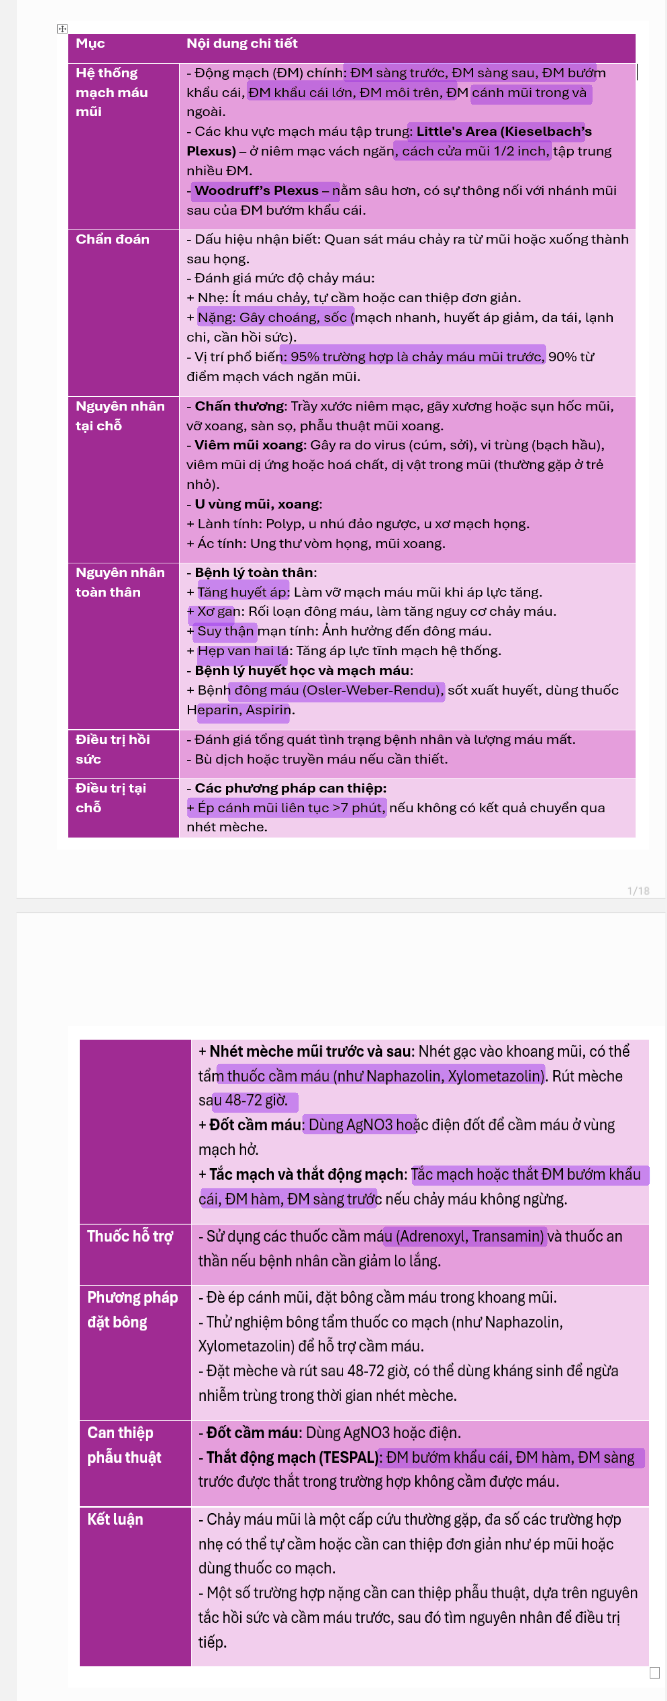 Mục Nội dung chi tiết
Hệ thống mạch máu mũi
- Động mạch (ĐM) chính: ĐM sàng trước, ĐM sàng sau, ĐM bướm
khẩu cái, ĐM khẩu cái lớn, ĐM môi trên, ĐM cánh mũi trong và
ngoài.
- Các khu vực mạch máu tập trung: Little's Area (Kieselbach's
Plexus) – ở niêm mạc vách ngăn, cách cửa mũi 1/2 inch, tập trung
nhiều ĐM.
- Woodruff's Plexus – nằm sâu hơn, có sự thông nối với nhánh mũi
sau của ĐM bướm khẩu cái.
Chẩn đoán
- Dấu hiệu nhận biết: Quan sát máu chảy ra từ mũi hoặc xuống thành
sau họng.
- Đánh giá mức độ chảy máu:
+ Nhẹ: Ít máu chảy, tự cầm hoặc can thiệp đơn giản.
+ Nặng: Gây choáng, sốc (mạch nhanh, huyết áp giảm, da tái, lạnh
chi, cần hồi sức).
- Vị trí phổ biến: 95% trường hợp là chảy máu mũi trước, 90% từ
điểm mạch vách ngăn mũi.
Nguyên nhân tại chỗ
- Chấn thương: Trầy xước niêm mạc, gãy xương hoặc sụn hốc mũi,
vỡ xoang, sàn sọ, phẫu thuật mũi xoang.
- Viêm mũi xoang: Gây ra do virus (cúm, sởi), vi trùng (bạch hầu),
viêm mũi dị ứng hoặc hoá chất, dị vật trong mũi (thường gặp ở trẻ
nhỏ).
- U vùng mũi, xoang:
+ Lành tính: Polyp, u nhú đảo ngược, u xơ mạch họng.
+ Ác tính: Ung thư vòm họng, mũi xoang.
Nguyên nhân toàn thân
- Bệnh lý toàn thân:
+ Tăng huyết áp: Làm vỡ mạch máu mũi khi áp lực tăng.
+ Xơ gan: Rối loạn đông máu, làm tăng nguy cơ chảy máu.
+ Suy thận mạn tính: Ảnh hưởng đến đông máu.
+ Hẹp van hai lá: Tăng áp lực tĩnh mạch hệ thống.
- Bệnh lý huyết học và mạch máu:
+ Bệnh đông máu (Osler-Weber-Rendu), sốt xuất huyết, dùng thuốc
Heparin, Aspirin.
Điều trị hồi sức
- Đánh giá tổng quát tình trạng bệnh nhân và lượng máu mất.
- Bù dịch hoặc truyền máu nếu cần thiết.
Điều trị tại chỗ
- Các phương pháp can thiệp:
+ Ép cánh mũi liên tục >7 phút, nếu không có kết quả chuyển qua
nhét mèche.
1/18
+ Nhét mèche mũi trước và sau: Nhét gạc vào khoang mũi, có thể
tẩm thuốc cầm máu (như Naphazolin, Xylometazolin). Rút mèche
sau 48-72 giờ.
+ Đốt cầm máu: Dùng AgNO3 hoặc điện đốt để cầm máu ở vùng
mạch hở.
+ Tắc mạch và thắt động mạch: Tắc mạch hoặc thắt ĐM bướm khẩu
cái, ĐM hàm, ĐM sàng trước nếu chảy máu không ngừng.
Thuốc hỗ trợ
- Sử dụng các thuốc cầm máu (Adrenoxyl, Transamin) và thuốc an
thần nếu bệnh nhân cần giảm lo lắng.
Phương pháp đặt bông
- Đè ép cánh mũi, đặt bông cầm máu trong khoang mũi.
- Thử nghiệm bông tẩm thuốc co mạch (như Naphazolin,
Xylometazolin) để hỗ trợ cầm máu.
- Đặt mèche và rút sau 48-72 giờ, có thể dùng kháng sinh để ngừa
nhiễm trùng trong thời gian nhét mèche.
Can thiệp phẫu thuật
- Đốt cầm máu: Dùng AgNO3 hoặc điện.
- Thắt động mạch (TESPAL): ĐM bướm khẩu cái, ĐM hàm, ĐM sàng
trước được thắt trong trường hợp không cầm được máu.
Kết luận
- Chảy máu mũi là một cấp cứu thường gặp, đa số các trường hợp
nhẹ có thể tự cầm hoặc cần can thiệp đơn giản như ép mũi hoặc
dùng thuốc co mạch.
- Một số trường hợp nặng cần can thiệp phẫu thuật, dựa trên nguyên
tắc hồi sức và cầm máu trước, sau đó tìm nguyên nhân để điều trị
tiếp.